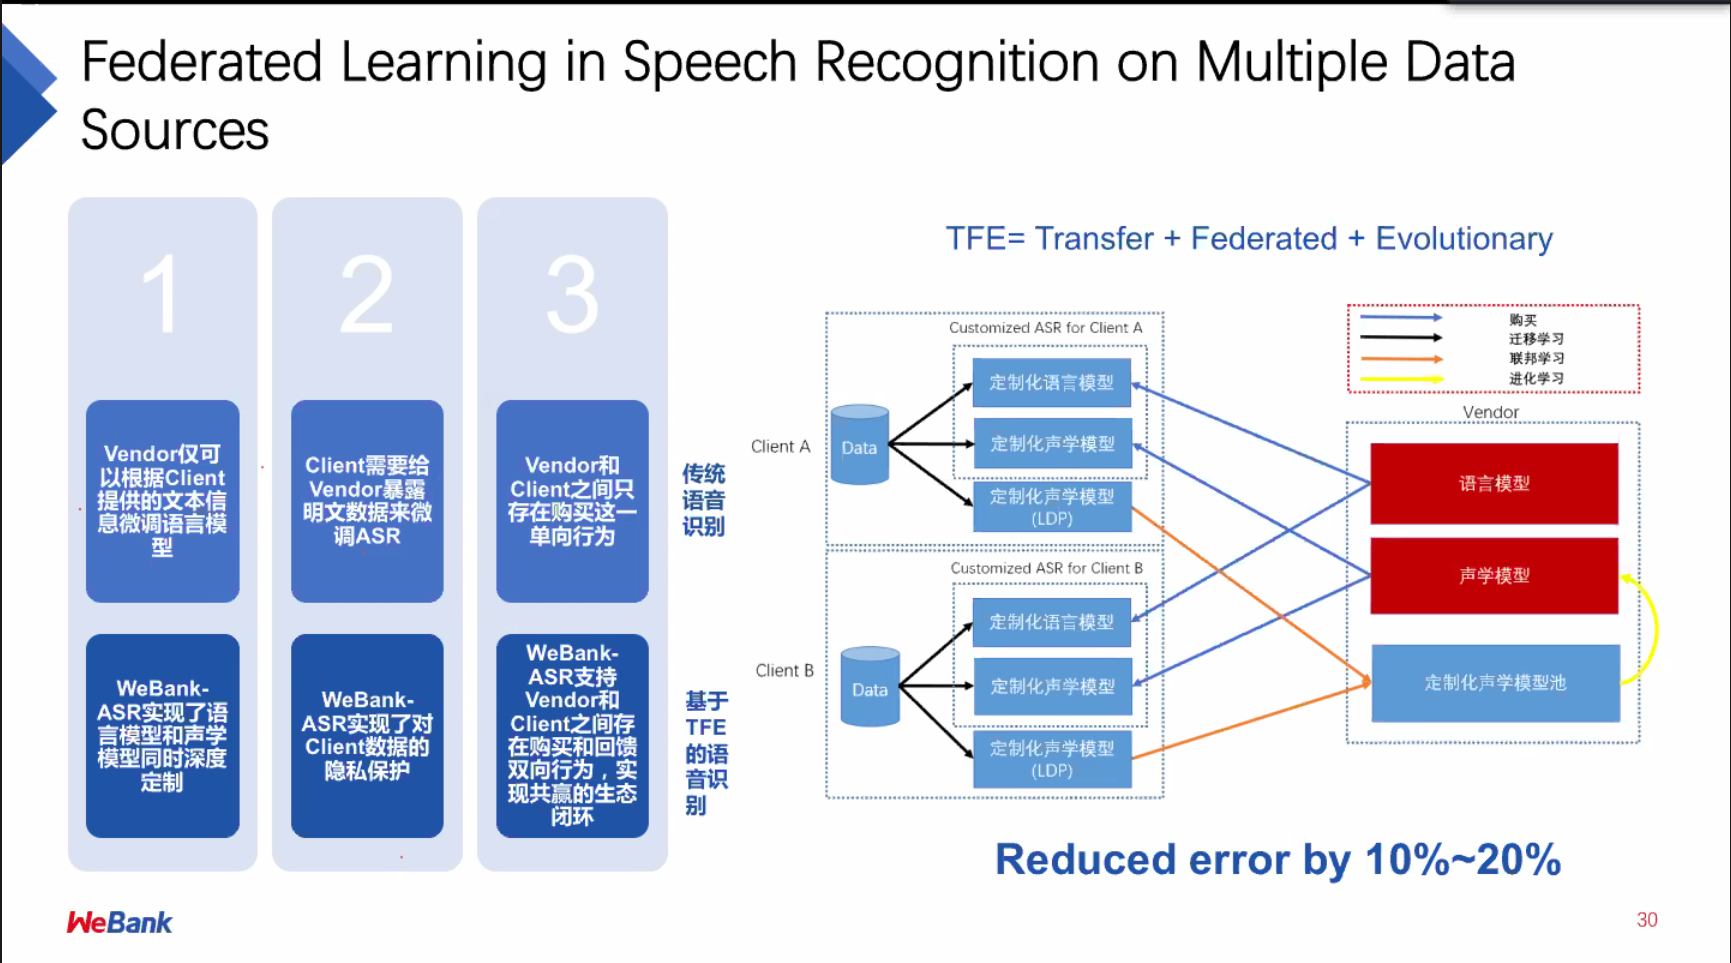 Federated Learning in Speech Recognition on Multiple Data
Sources
1
2
3
Vendor仅可
以根据Client
提供的文本信
息微调语言模
型
Client需要给
Vendor暴露
明文数据来微
调ASR
Vendor和
Client之间只
存在购买这一
单向行为
传统
语音
识别
WeBank-
ASR实现了语
言模型和声学
模型同时深度
定制
WeBank-
ASR实现了对
Client数据的
隐私保护
WeBank-
ASR支持
Vendor和
Client之间存
在购买和回馈
双向行为，实
现共赢的生态
闭环
基于
TFE
的语
音识
别
TFE= Transfer + Federated + Evolutionary
购买
迁移学习
联邦学习
进化学习
Customized ASR for Client A
Client A
Data
定制化语言模型
定制化声学模型
定制化声学模型
(LDP)
Customized ASR for Client B
Client B
Data
定制化语言模型
定制化声学模型
定制化声学模型
(LDP)
Vendor
语言模型
声学模型
定制化声学模型池
Reduced error by 10%~20%
WeBank
30